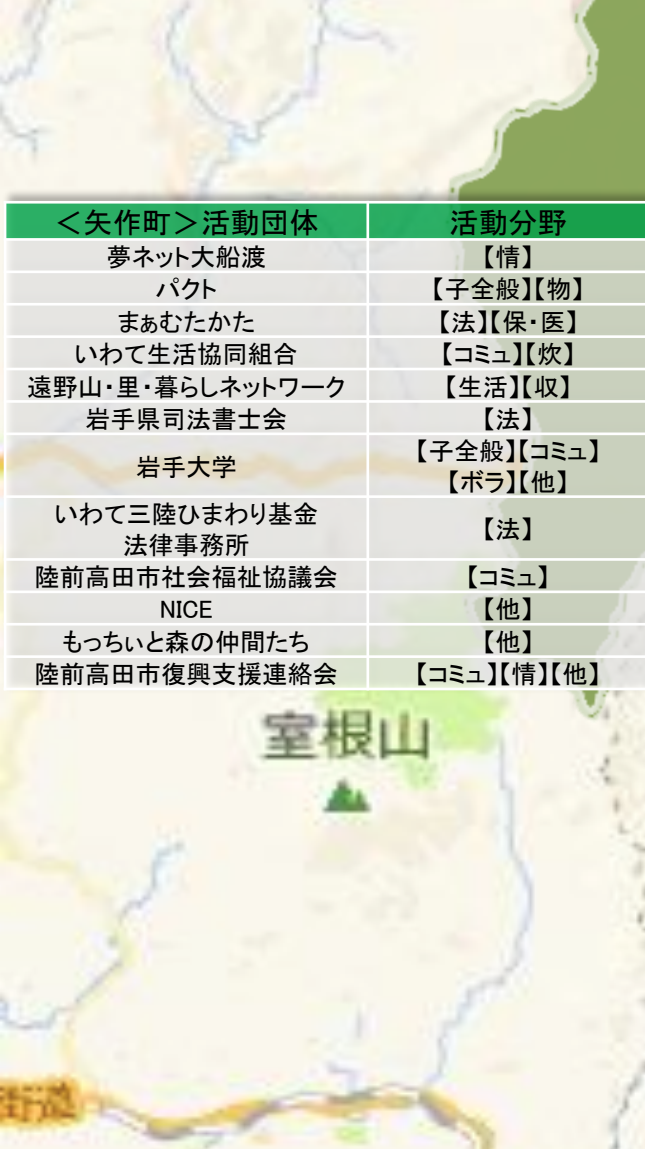 ＜矢作町＞活動団体 活動分野
夢ネット大船渡 【情】
パクト 【子全般】【物】
まぁむたかた 【法】【保・医】
いわて生活協同組合 【コミュ】【炊】
遠野山・里・暮らしネットワーク 【生活】【収】
岩手県司法書士会 【法】
岩手大学 【子全般】【コミュ】
【ボラ】【他】
いわて三陸ひまわり基金
法律事務所 【法】
陸前高田市社会福祉協議会 【コミュ】
NICE 【他】
もっちぃと森の仲間たち 【他】
陸前高田市復興支援連絡会 【コミュ】【情】【他】
室根山
街道